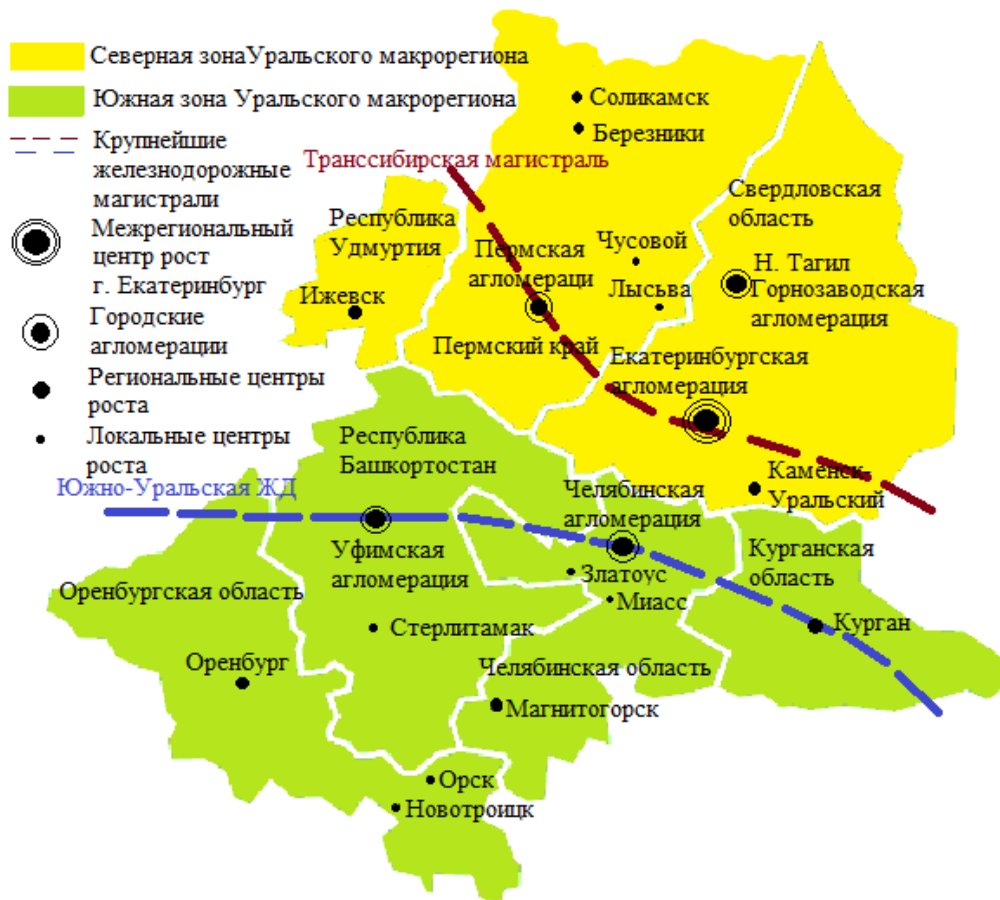 Северная зонаУральского макрорегиона
Южная зона Уральского макрорегиона
Крупнейшие
железнодорожные
магистрали
Межрегиональный
центр рост
г. Екатеринбург
Городские
агломерации
Региональные центры
роста
Локальные центры
роста
Соликамск
Березники
Транссибирская магистраль
Свердловская
область
Республика
Удмуртия
Пермская
агломераци
Чусовой
Н. Тагил
Горнозаводская
агломерация
Ижевск
Лысьва
Пермский край
Екатеринбургская
агломерация
Республика
Башкортостан
Каменск-
Уральский
Южно-Уральская ЖД
Челябинская
агломерация
Уфимская
агломерация
Курганская
область
Златоус
Миасс
Оренбургская область
Стерлитамак
Курган
Оренбург
Челябинская область
Магнитогорск
Орск
Новотроицк